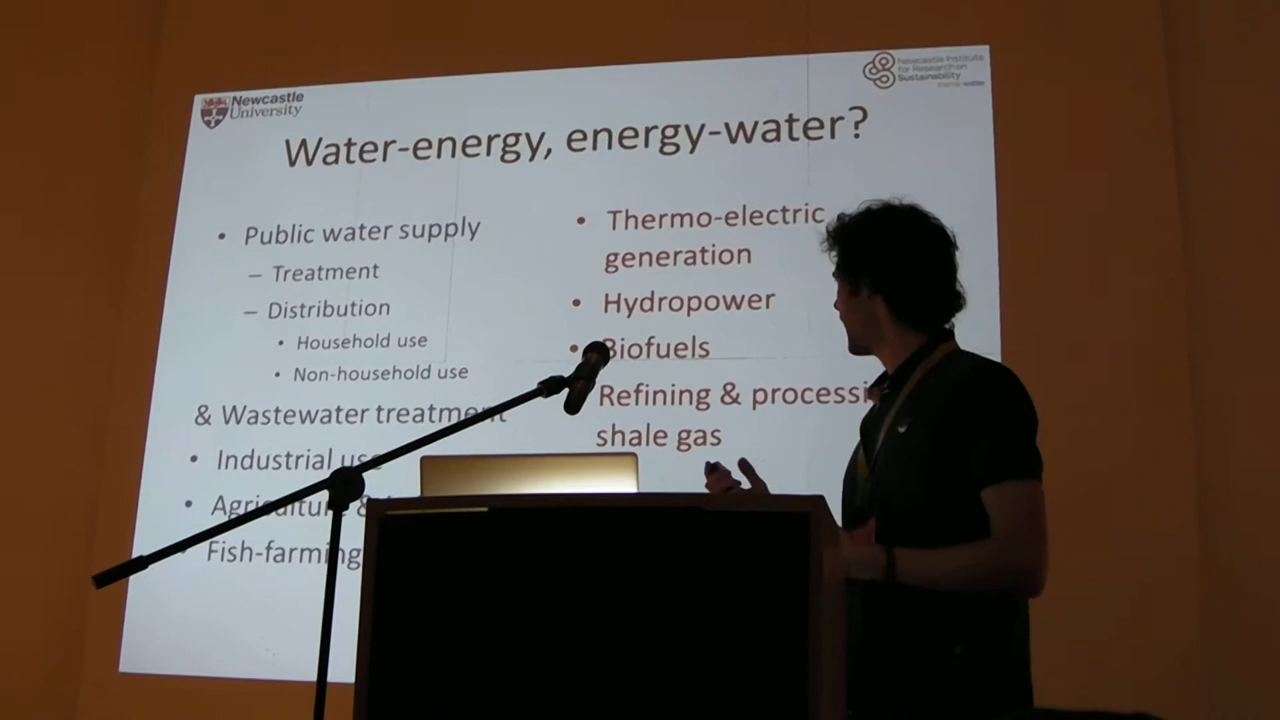 Newcastle
University
Newcastle Institute
for Research on
Sustainability
Water-energy, energy-water?
• Public water supply
– Treatment
– Distribution
• Household use
• Non-household use
& Wastewater treatment
• Industrial use
• Agriculture &
• Fish-farming
• Thermo-electric
generation
• Hydropower
• Biofuels
Refining & processi
shale gas